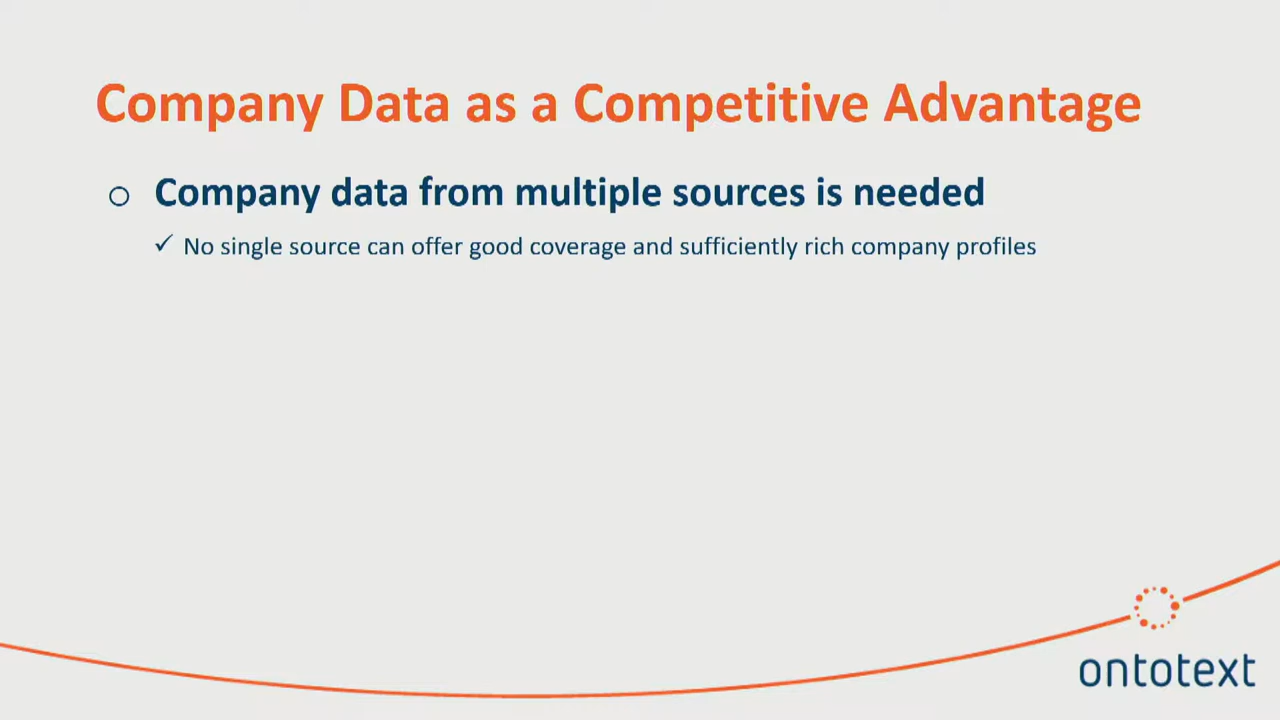 Company Data as a Competitive Advantage
Company data from multiple sources is needed
No single source can offer good coverage and sufficiently rich company profiles
ontotext